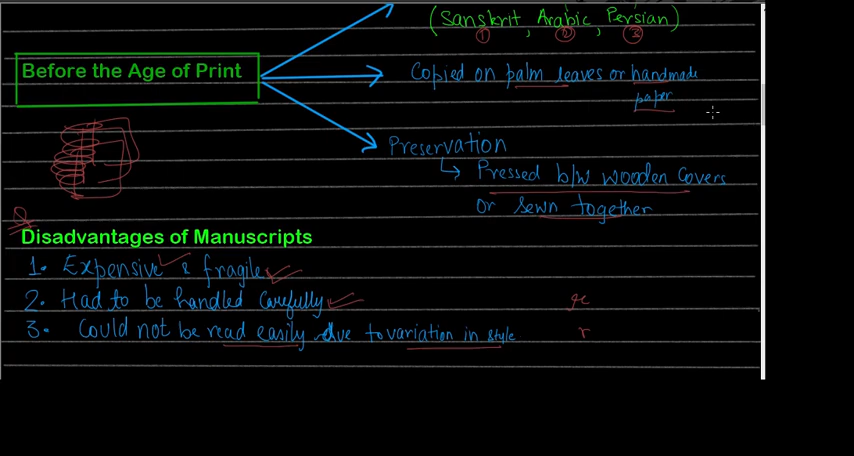 (Sanskrit, Arabic, Persian)
① ② ③
Before the Age of Print
Copied on palm leaves or handmade
paper
Preservation
↳ Pressed b/w wooden covers
or sewn together
Disadvantages of Manuscripts
1. Expensive & fragile
2. Had to be handled carefully
3. Could not be read easily due to variation in style
r